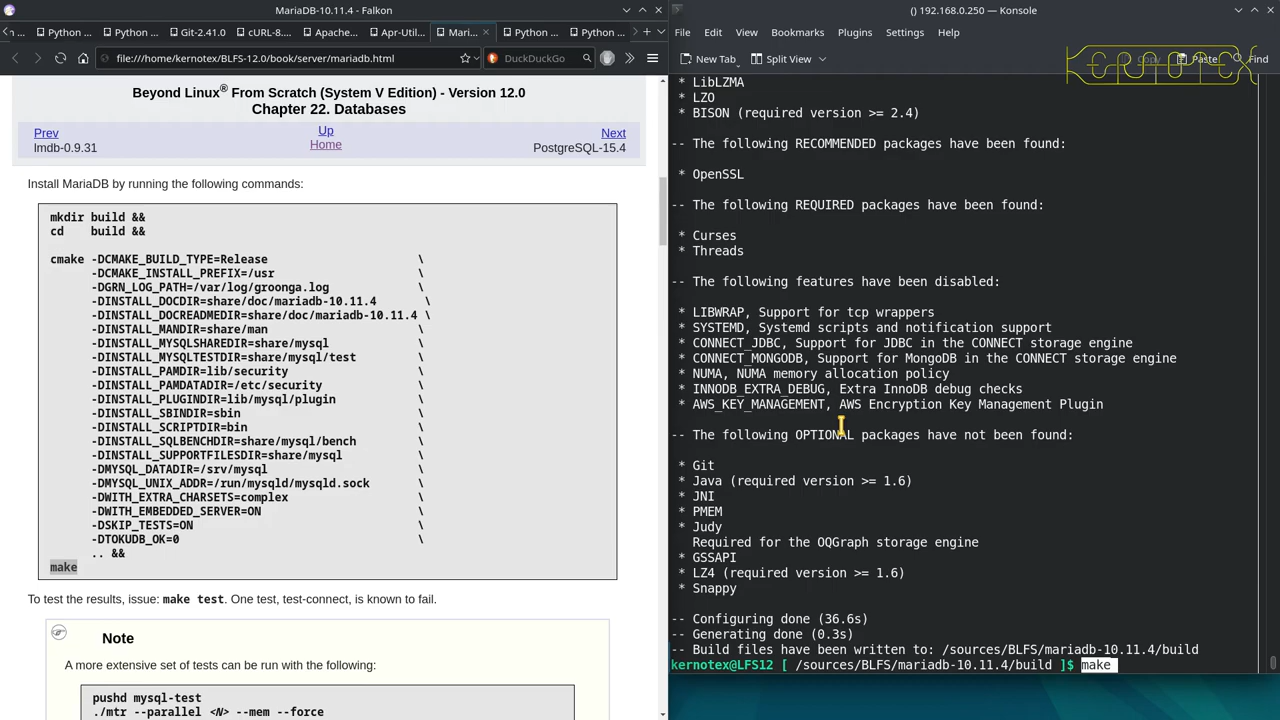 MariaDB-10.11.4 — Falkon
n ...
Python ...
Python ...
Git-2.41.0
cURL-8....
Apache...
Apr-Util...
Mari...
Python ...
Python ...
file:///home/kernotex/BLFS-12.0/book/server/mariadb.html
DuckDuckGo
Beyond Linux® From Scratch (System V Edition) - Version 12.0
Chapter 22. Databases
Prev Up Next
lmdb-0.9.31 Home PostgreSQL-15.4
Install MariaDB by running the following commands:
mkdir build &&
cd    build &&
cmake -DCMAKE_BUILD_TYPE=Release \
-DCMAKE_INSTALL_PREFIX=/usr \
-DGRN_LOG_PATH=/var/log/groonga.log \
-DINSTALL_DOCDIR=share/doc/mariadb-10.11.4 \
-DINSTALL_DOCREADMEDIR=share/doc/mariadb-10.11.4 \
-DINSTALL_MANDIR=share/man \
-DINSTALL_MYSQLSHAREDIR=share/mysql \
-DINSTALL_MYSQLTESTDIR=share/mysql/test \
-DINSTALL_PAMDIR=lib/security \
-DINSTALL_PAMDATADIR=/etc/security \
-DINSTALL_PLUGINDIR=lib/mysql/plugin \
-DINSTALL_SBINDIR=sbin \
-DINSTALL_SCRIPTDIR=bin \
-DINSTALL_SQLBENCHDIR=share/mysql/bench \
-DINSTALL_SUPPORTFILESDIR=share/mysql \
-DMYSQL_DATADIR=/srv/mysql \
-DMYSQL_UNIX_ADDR=/run/mysqld/mysqld.sock \
-DWITH_EXTRA_CHARSETS=complex \
-DWITH_EMBEDDED_SERVER=ON \
-DSKIP_TESTS=ON \
-DTOKUDB_OK=0 \
.. &&
make
To test the results, issue: make test. One test, test-connect, is known to fail.
Note
A more extensive set of tests can be run with the following:
pushd mysql-test
./mtr --parallel <N> --mem --force
() 192.168.0.250 — Konsole
File Edit View Bookmarks Plugins Settings Help
New Tab Split View Copy Paste Find
KERNOTEX
* LibLZMA
* LZO
* BISON (required version >= 2.4)
-- The following RECOMMENDED packages have been found:
* OpenSSL
-- The following REQUIRED packages have been found:
* Curses
* Threads
-- The following features have been disabled:
* LIBWRAP, Support for tcp wrappers
* SYSTEMD, Systemd scripts and notification support
* CONNECT_JDBC, Support for JDBC in the CONNECT storage engine
* CONNECT_MONGODB, Support for MongoDB in the CONNECT storage engine
* NUMA, NUMA memory allocation policy
* INNODB_EXTRA_DEBUG, Extra InnoDB debug checks
* AWS_KEY_MANAGEMENT, AWS Encryption Key Management Plugin
-- The following OPTIONAL packages have not been found:
* Git
* Java (required version >= 1.6)
* JNI
* PMEM
* Judy
Required for the OQGraph storage engine
* GSSAPI
* LZ4 (required version >= 1.6)
* Snappy
-- Configuring done (36.6s)
-- Generating done (0.3s)
-- Build files have been written to: /sources/BLFS/mariadb-10.11.4/build
kernotex@LFS12 [ /sources/BLFS/mariadb-10.11.4/build ]$ make